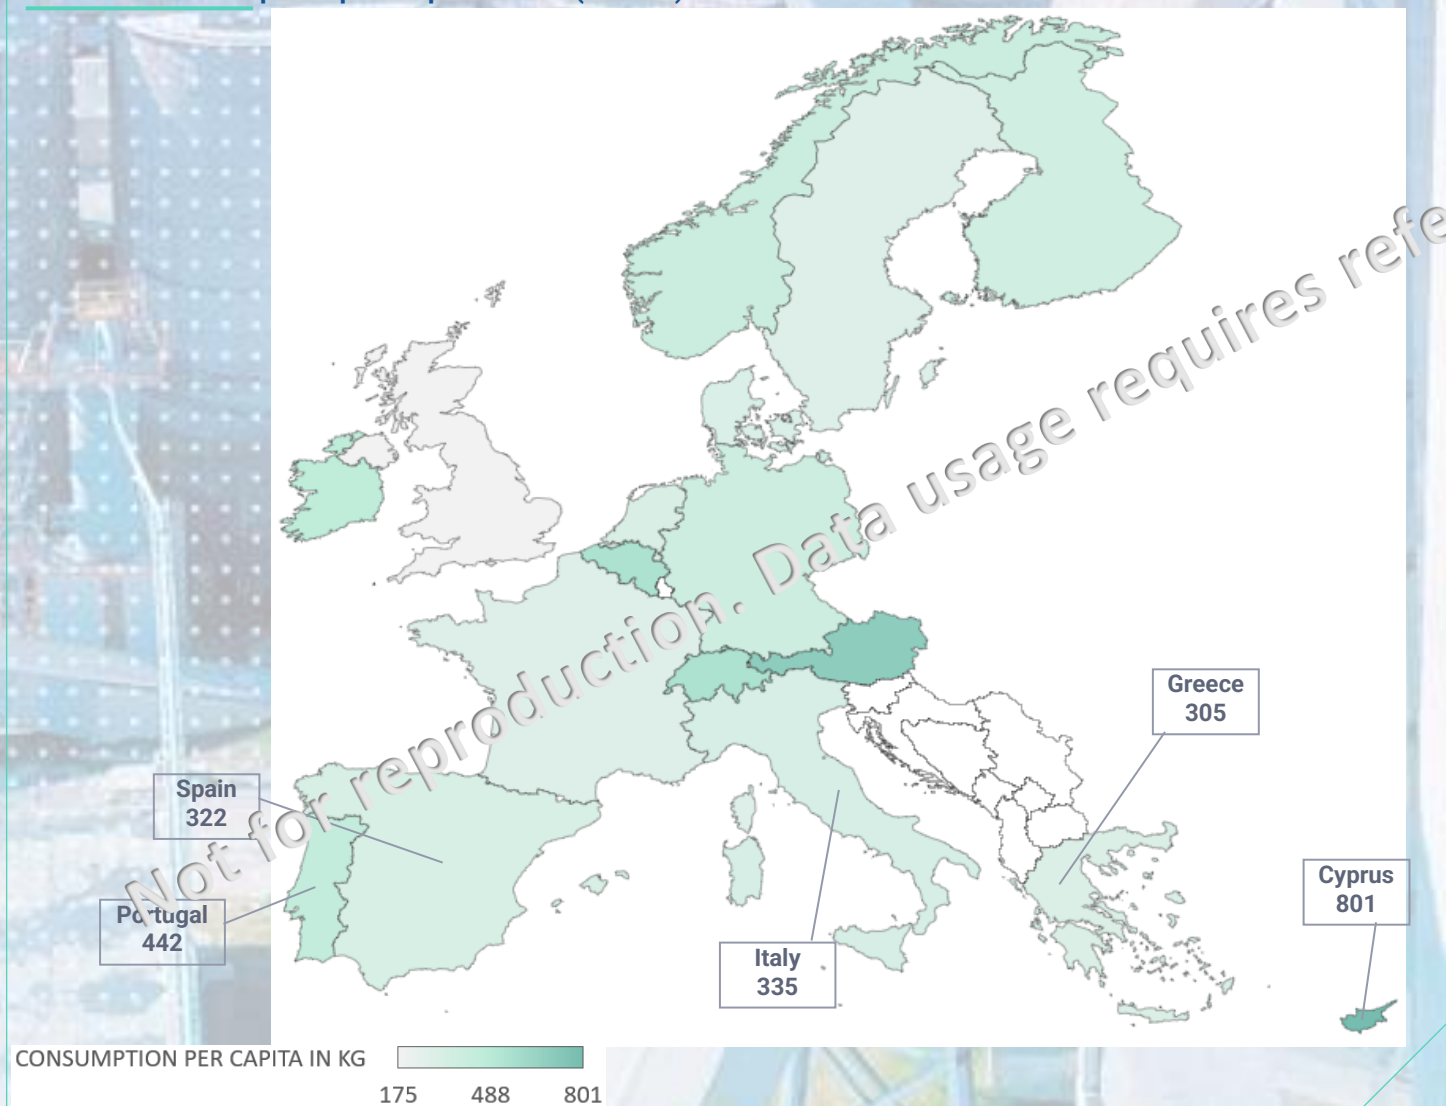 Not for reproduction. Data usage requires refe
Greece
305
Spain
322
Cyprus
801
Portugal
442
Italy
335
CONSUMPTION PER CAPITA IN KG
175 488 801